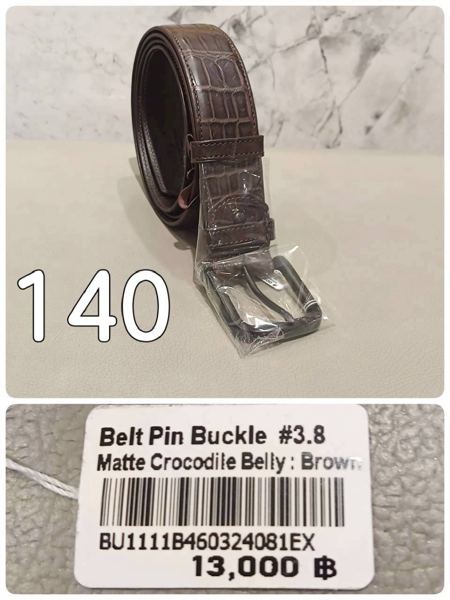 140
Belt Pin Buckle #3.8
Matte Crocodile Belly : Brown
BU1111B460324081EX
13,000 ฿